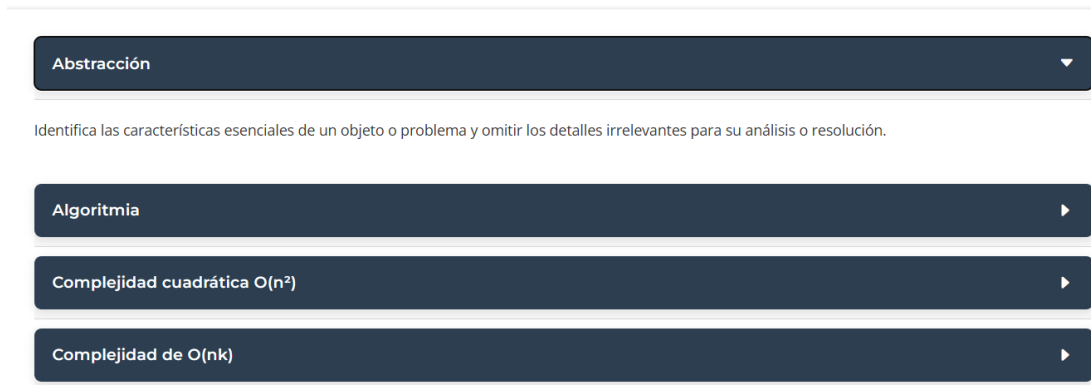 Abstracción
Identifica las características esenciales de un objeto o problema y omitir los detalles irrelevantes para su análisis o resolución.
Algoritmia
Complejidad cuadrática O(n²)
Complejidad de O(nk)